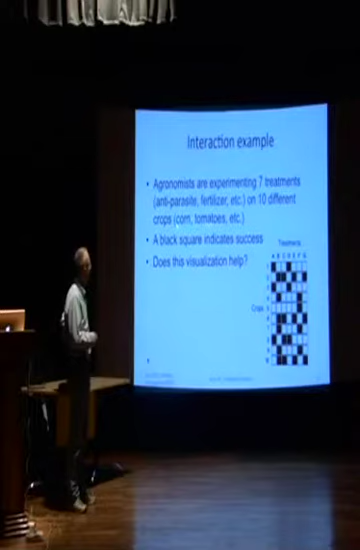 Interaction example
• Agronomists are experimenting 7 treatments
(anti-parasite, fertilizer, etc.) on 10 different
crops (corn, tomatoes, etc.)
• A black square indicates success
• Does this visualization help?
Treatments
A B C D E F G
Crops